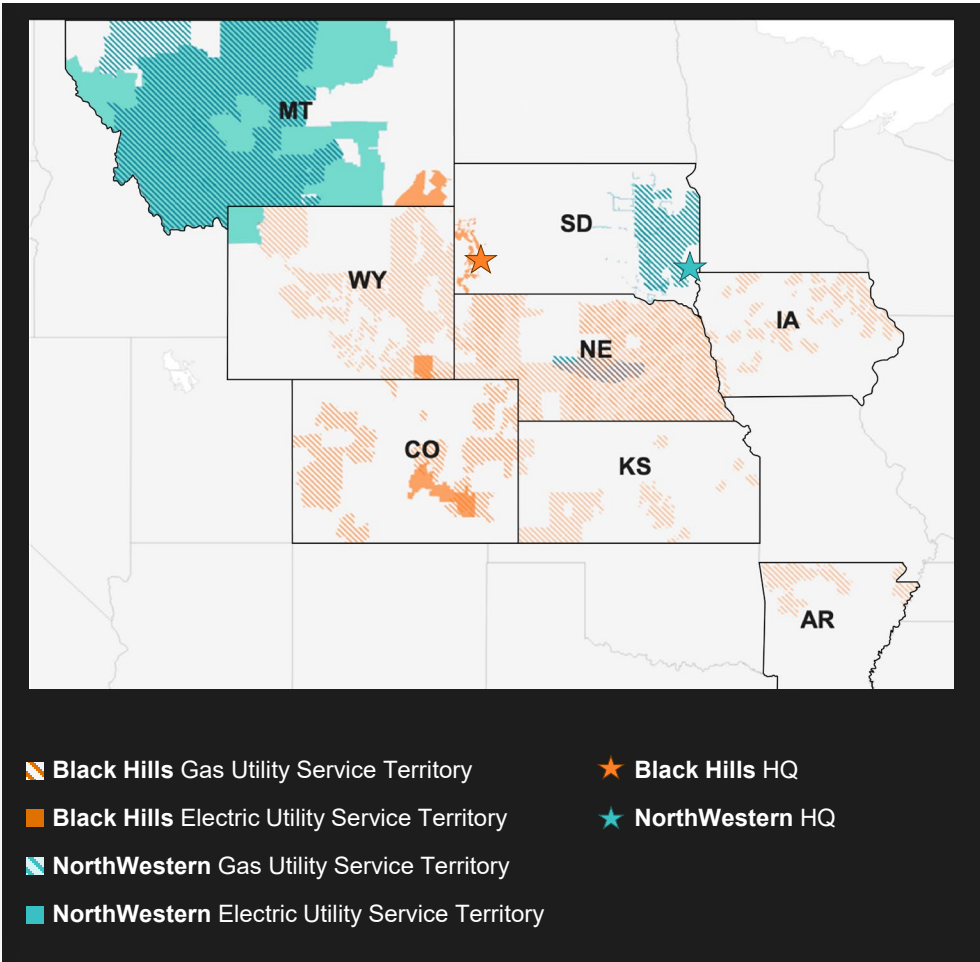 MT
SD
WY
IA
NE
CO
KS
AR
Black Hills Gas Utility Service Territory
Black Hills Electric Utility Service Territory
NorthWestern Gas Utility Service Territory
NorthWestern Electric Utility Service Territory
Black Hills HQ
NorthWestern HQ